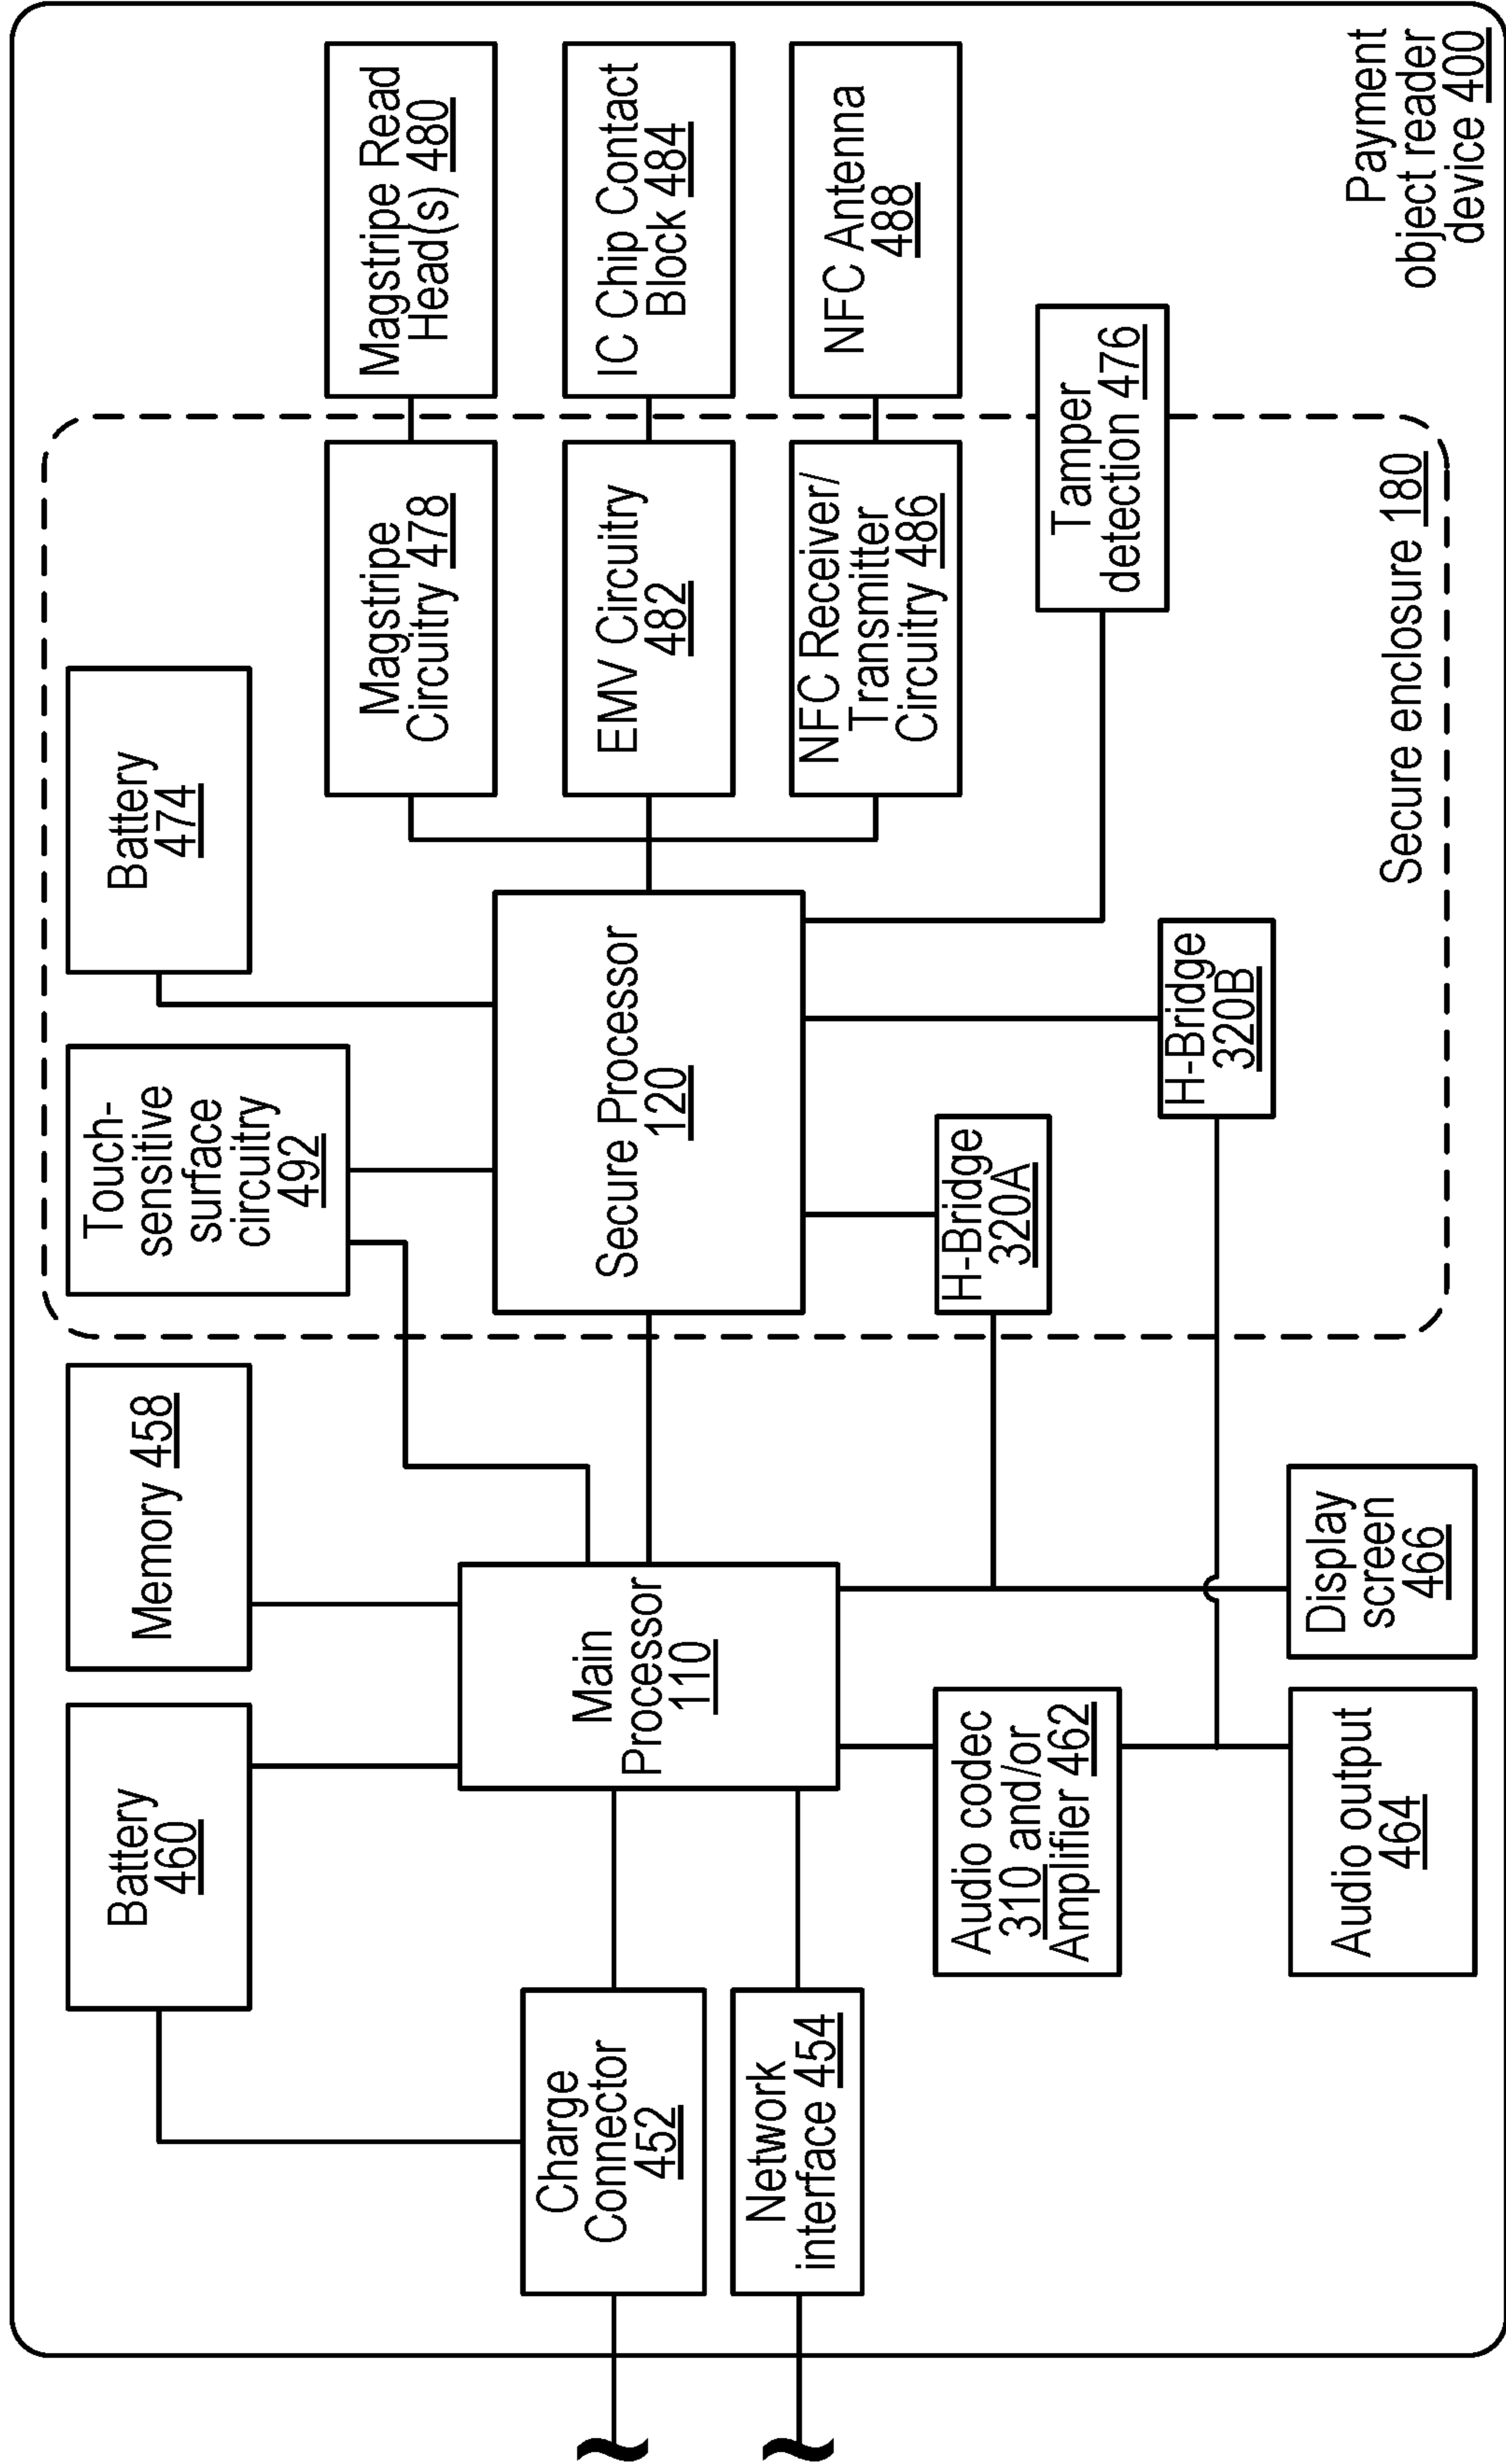 Battery
460
Memory 458
Touch-
sensitive
surface
circuitry
492
Battery
474
Charge
Connector
452
Network
interface 454
Main
Processor
110
Secure Processor
120
Magstripe
Circuitry 478
Magstripe Read
Head(s) 480
EMV Circuitry
482
IC Chip Contact
Block 484
NFC Receiver/
Transmitter
Circuitry 486
NFC Antenna
488
Audio codec
310 and/or
Amplifier 462
H-Bridge
320A
H-Bridge
320B
Tamper
detection 476
Audio output
464
Display
screen
466
Secure enclosure 180
Payment
object reader
device 400